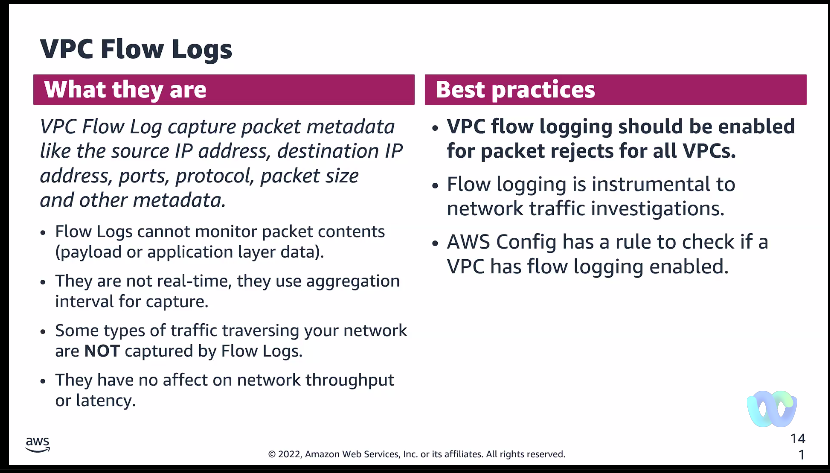 VPC Flow Logs
What they are
VPC Flow Log capture packet metadata
like the source IP address, destination IP
address, ports, protocol, packet size
and other metadata.
• Flow Logs cannot monitor packet contents
(payload or application layer data).
• They are not real-time, they use aggregation
interval for capture.
• Some types of traffic traversing your network
are NOT captured by Flow Logs.
• They have no affect on network throughput
or latency.
Best practices
• VPC flow logging should be enabled
for packet rejects for all VPCs.
• Flow logging is instrumental to
network traffic investigations.
• AWS Config has a rule to check if a
VPC has flow logging enabled.
aws
© 2022, Amazon Web Services, Inc. or its affiliates. All rights reserved.
14
1